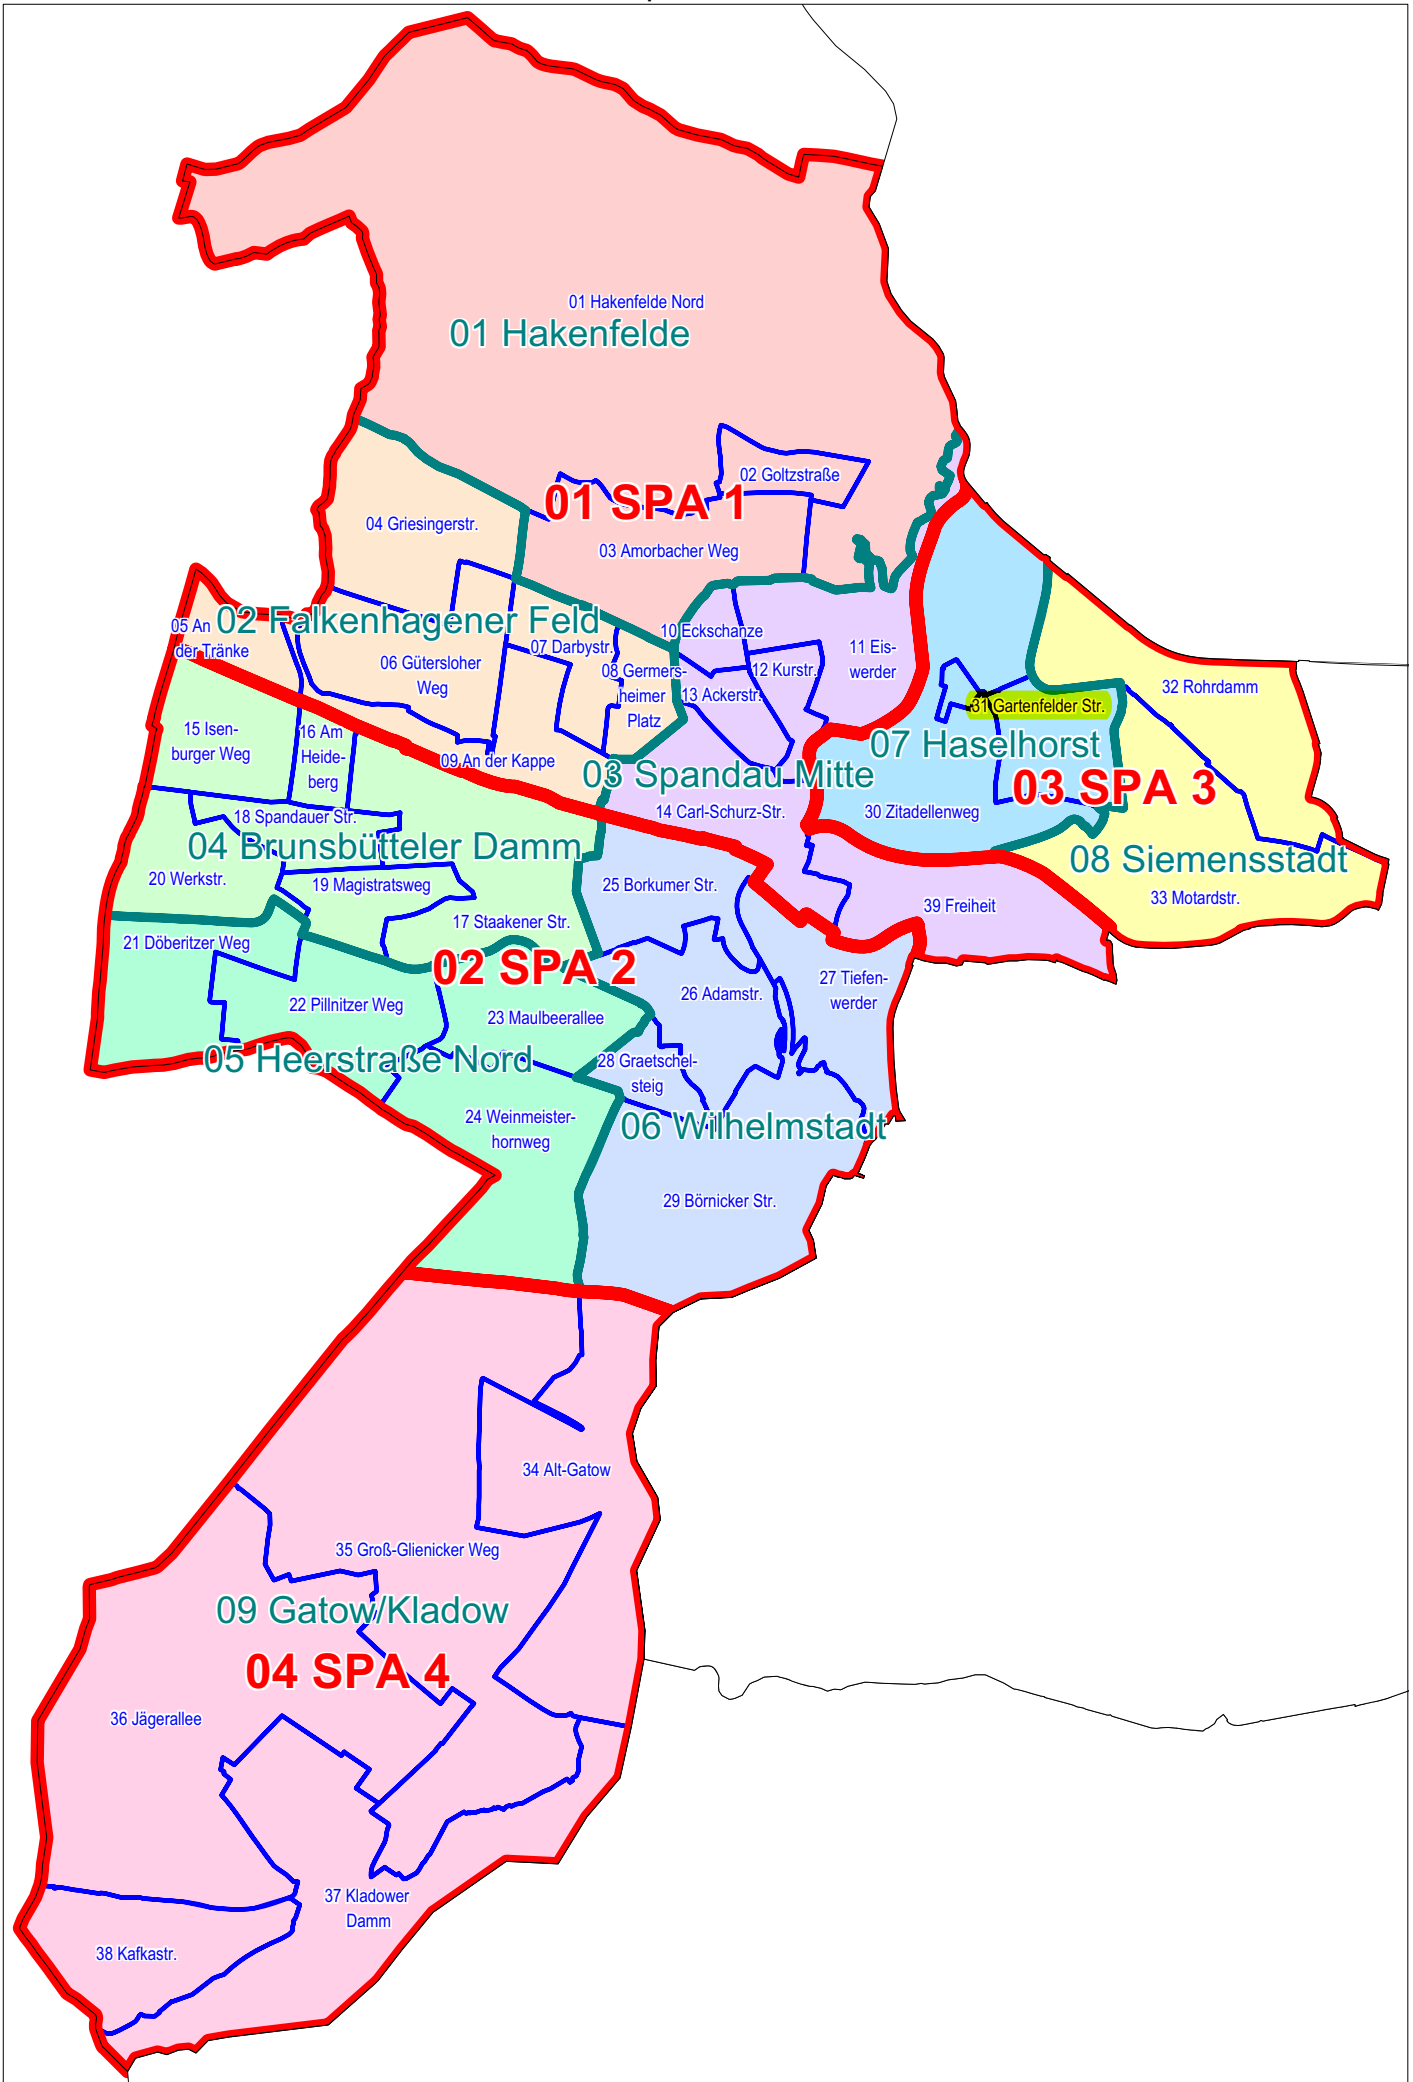 01 Hakenfelde Nord
01 Hakenfelde
02 Goltzstraße
01 SPA 1
04 Griesingerstr.
03 Amorbacher Weg
02 Falkenhagener Feld
05 An
der Tränke
10 Eckschanze
07 Darbystr.
11 Eis-
werder
06 Gütersloher
Weg
12 Kurstr.
08 Germers-
heimer
Platz
13 Ackerstr.
32 Rohrdamm
31 Gartenfelder Str.
15 Isen-
burger Weg
16 Am
Heide-
berg
07 Haselhorst
09 An der Kappe
03 Spandau Mitte
03 SPA 3
14 Carl-Schurz-Str.
30 Zitadellenweg
18 Spandauer Str.
04 Brunsbütteler Damm
08 Siemensstadt
20 Werkstr.
19 Magistratsweg
25 Borkumer Str.
33 Motardstr.
39 Freiheit
17 Staakener Str.
21 Döberitzer Weg
02 SPA 2
27 Tiefen-
werder
26 Adamstr.
22 Pillnitzer Weg
23 Maulbeerallee
05 Heerstraße Nord
28 Graetschel-
steig
24 Weinmeister-
hornweg
06 Wilhelmstadt
29 Börnicker Str.
34 Alt-Gatow
35 Groß-Glienicker Weg
09 Gatow/Kladow
04 SPA 4
36 Jägerallee
37 Kladower
Damm
38 Kafkastr.